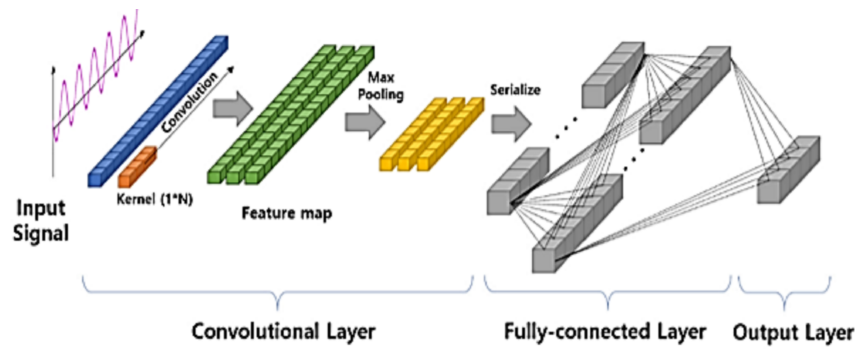 Input
Signal
Kernel (1*N)
Convolution
Feature map
Max
Pooling
Serialize
Convolutional Layer
Fully-connected Layer
Output Layer